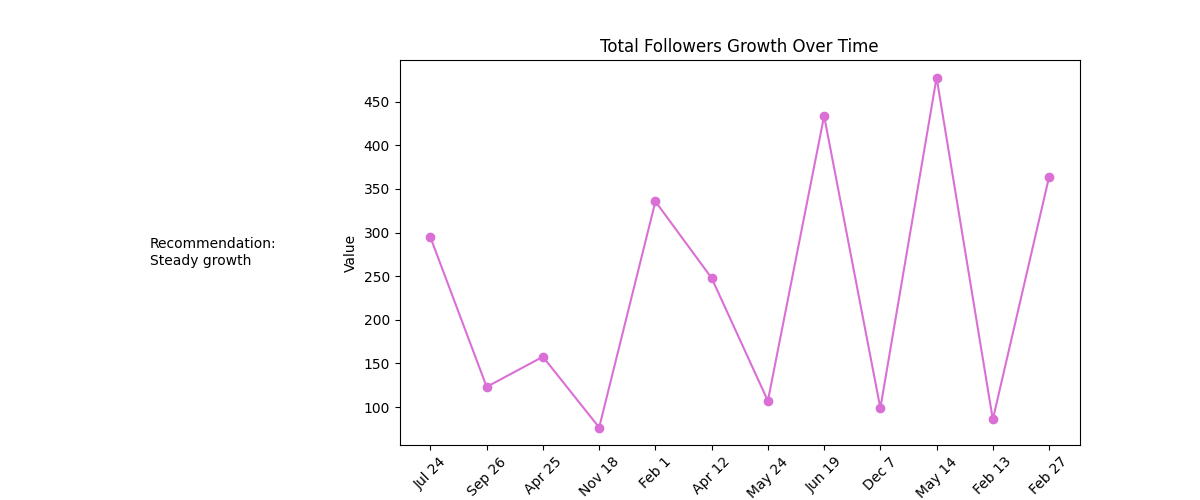 Total Followers Growth Over Time
Recommendation:
Steady growth
Value
450
400
350
300
250
200
150
100
Jul 24
Sep 26
Apr 25
Nov 18
Feb 1
Apr 12
May 24
Jun 19
Dec 7
May 14
Feb 13
Feb 27